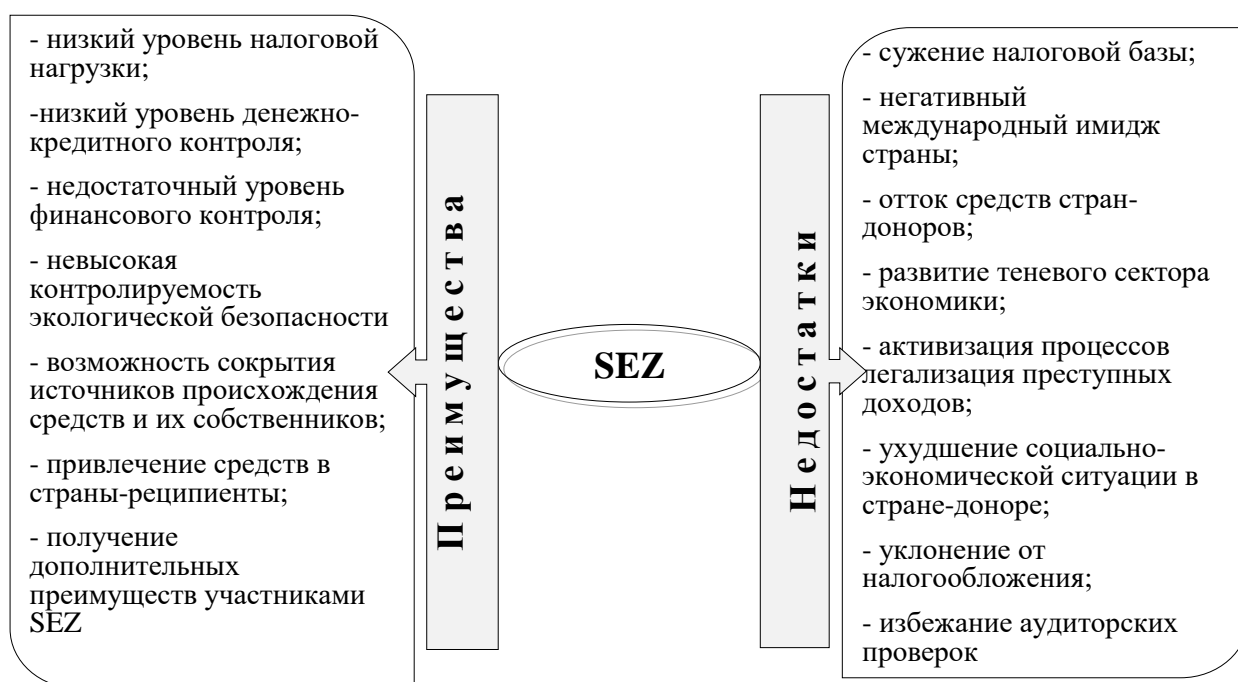 - низкий уровень налоговой
нагрузки;
-низкий уровень денежно-
кредитного контроля;
- недостаточный уровень
финансового контроля;
- невысокая
контролируемость
экологической безопасности
- возможность сокрытия
источников происхождения
средств и их собственников;
- привлечение средств в
страны-реципиенты;
- получение
дополнительных
преимуществ участниками
SEZ
Преимущества
SEZ
Недостатки
- сужение налоговой базы;
- негативный
международный имидж
страны;
- отток средств стран-
доноров;
- развитие теневого сектора
экономики;
- активизация процессов
легализация преступных
доходов;
- ухудшение социально-
экономической ситуации в
стране-доноре;
- уклонение от
налогообложения;
- избежание аудиторских
проверок